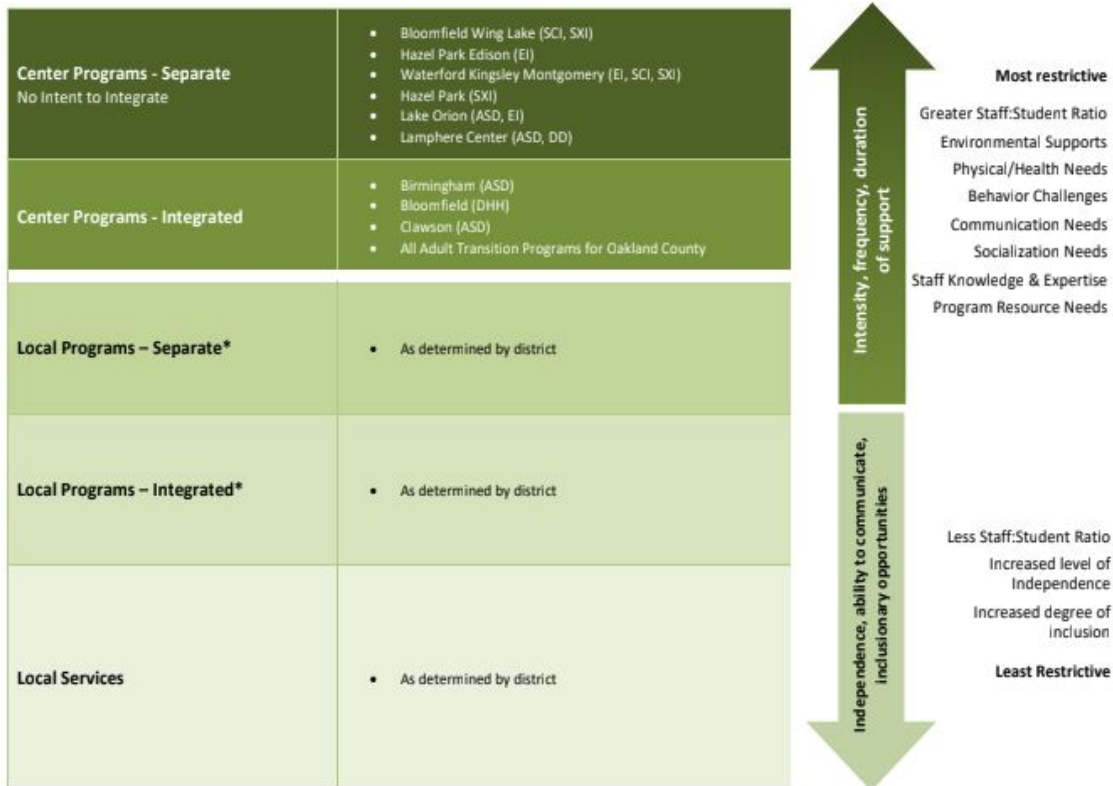 Center Programs - Separate
No Intent to Integrate
• Bloomfield Wing Lake (SCI, SXI)
• Hazel Park Edison (EI)
• Waterford Kingsley Montgomery (EI, SCI, SXI)
• Hazel Park (SXI)
• Lake Orion (ASD, EI)
• Lamphere Center (ASD, DD)
Center Programs - Integrated
• Birmingham (ASD)
• Bloomfield (DHH)
• Clawson (ASD)
• All Adult Transition Programs for Oakland County
Local Programs – Separate*
• As determined by district
Local Programs – Integrated*
• As determined by district
Local Services
• As determined by district
Intensity, frequency, duration
of support
Independence, ability to communicate,
inclusionary opportunities
Most restrictive
Greater Staff:Student Ratio
Environmental Supports
Physical/Health Needs
Behavior Challenges
Communication Needs
Socialization Needs
Staff Knowledge & Expertise
Program Resource Needs
Less Staff:Student Ratio
Increased level of
Independence
Increased degree of
inclusion
Least Restrictive